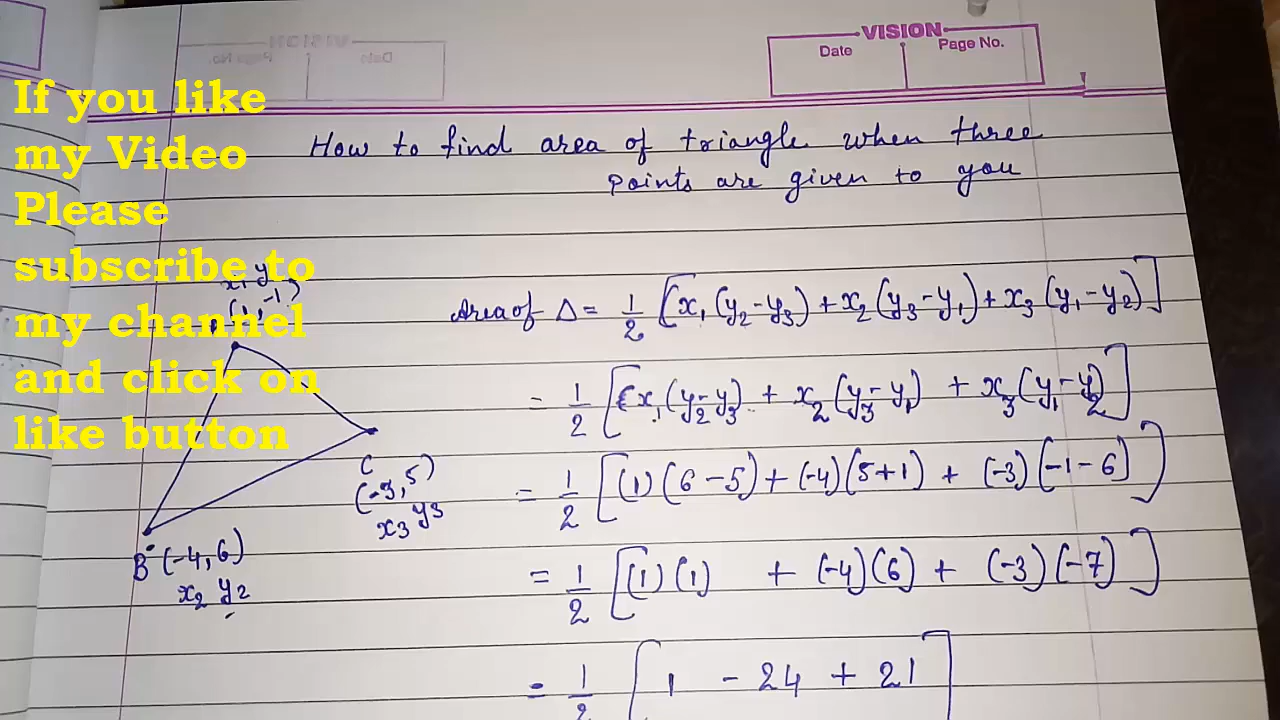 VISION
Date
Page No.
If you like
my Video
Please
subscribe to
my channel
and click on
like button
How to find area of triangle when three
points are given to you
x₁ y
(1, -1)
C
(-3, 5)
x₃ y₃
B (-4, 6)
x₂ y₂
Area of Δ = 1/2 [x₁(y₂-y₃) + x₂(y₃-y₁) + x₃(y₁-y₂)]
= 1/2 [x₁(y₂-y₃) + x₂(y₃-y₁) + x₃(y₁-y₂)]
= 1/2 [(1)(6-5) + (-4)(5+1) + (-3)(-1-6)]
= 1/2 [(1)(1) + (-4)(6) + (-3)(-7)]
= 1/2 [1 - 24 + 21]